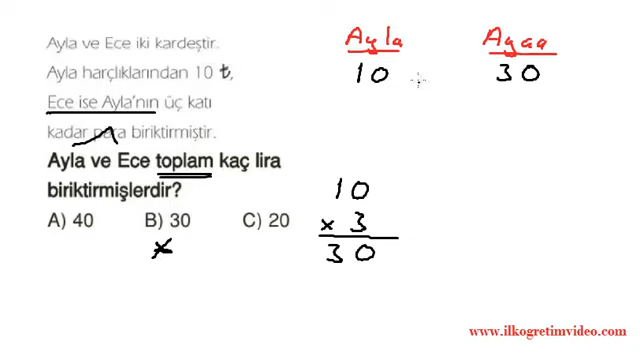 Ayla ve Ece iki kardeştir.
Ayla harçlıklarından 10 ₺,
Ece ise Ayla'nın üç katı
kadar para biriktirmiştir.
Ayla ve Ece toplam kaç lira
biriktirmişlerdir?
A) 40 B) 30 C) 20
Ayla Ayaa
10 30
10
x 3
30
www.ilkogretimvideo.com